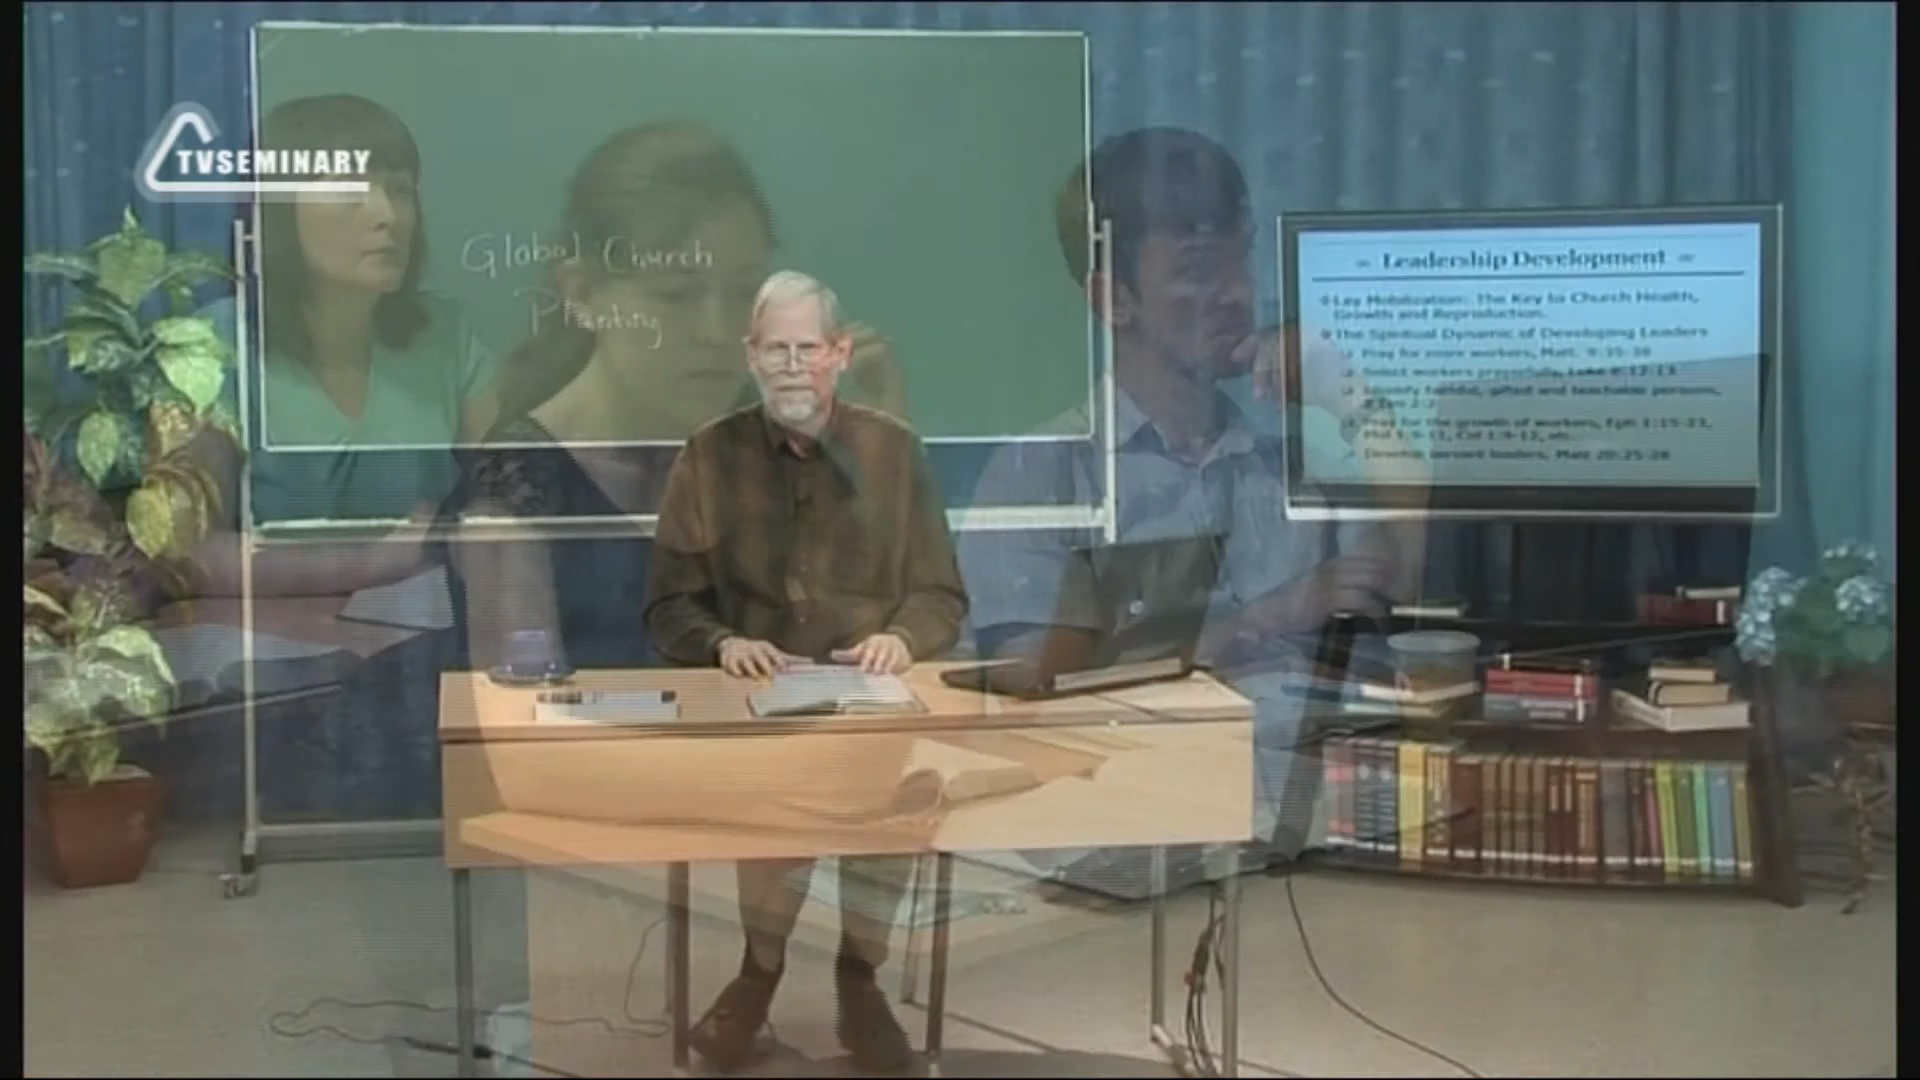 TVSEMINARY
Global Church
Planting
Leadership Development
Lay Mobilization: The Key to Church Health,
Growth and Reproduction.
The Spiritual Dynamic of Developing Leaders
Pray for more workers, Matt. 9:35-38
Select workers prayerfully, Luke 6:12-13
Identify faithful, gifted and teachable persons,
2 Tim 2:2
Pray for the growth of workers, Eph 1:15-23,
Phil 1:9-11, Col 1:9-12, etc.
Develop servant leaders, Matt 20:25-28